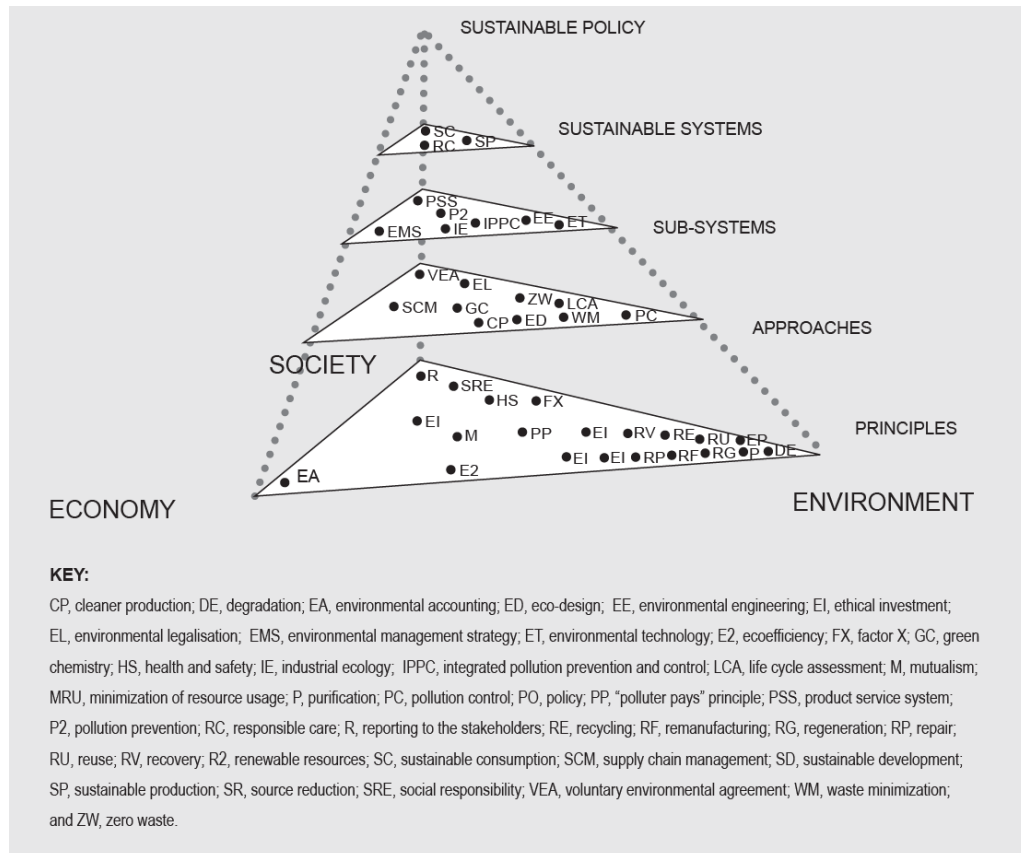 SUSTAINABLE POLICY
SC
SUSTAINABLE SYSTEMS
RC
SP
PSS
P2
IPPC
EE
ET
SUB-SYSTEMS
EMS
IE
VEA
EL
ZW
LCA
SCM
GC
WM
PC
CP
ED
APPROACHES
SOCIETY
R
SRE
HS
FX
EI
M
PP
EI
RV
RE
RU
EP
PRINCIPLES
EI
EI
RP
RF
RG
P
DE
EA
E2
ECONOMY
ENVIRONMENT
KEY:
CP, cleaner production; DE, degradation; EA, environmental accounting; ED, eco-design; EE, environmental engineering; EI, ethical investment;
EL, environmental legalisation; EMS, environmental management strategy; ET, environmental technology; E2, ecoefficiency; FX, factor X; GC, green
chemistry; HS, health and safety; IE, industrial ecology; IPPC, integrated pollution prevention and control; LCA, life cycle assessment; M, mutualism;
MRU, minimization of resource usage; P, purification; PC, pollution control; PO, policy; PP, “polluter pays” principle; PSS, product service system;
P2, pollution prevention; RC, responsible care; R, reporting to the stakeholders; RE, recycling; RF, remanufacturing; RG, regeneration; RP, repair;
RU, reuse; RV, recovery; R2, renewable resources; SC, sustainable consumption; SCM, supply chain management; SD, sustainable development;
SP, sustainable production; SR, source reduction; SRE, social responsibility; VEA, voluntary environmental agreement; WM, waste minimization;
and ZW, zero waste.